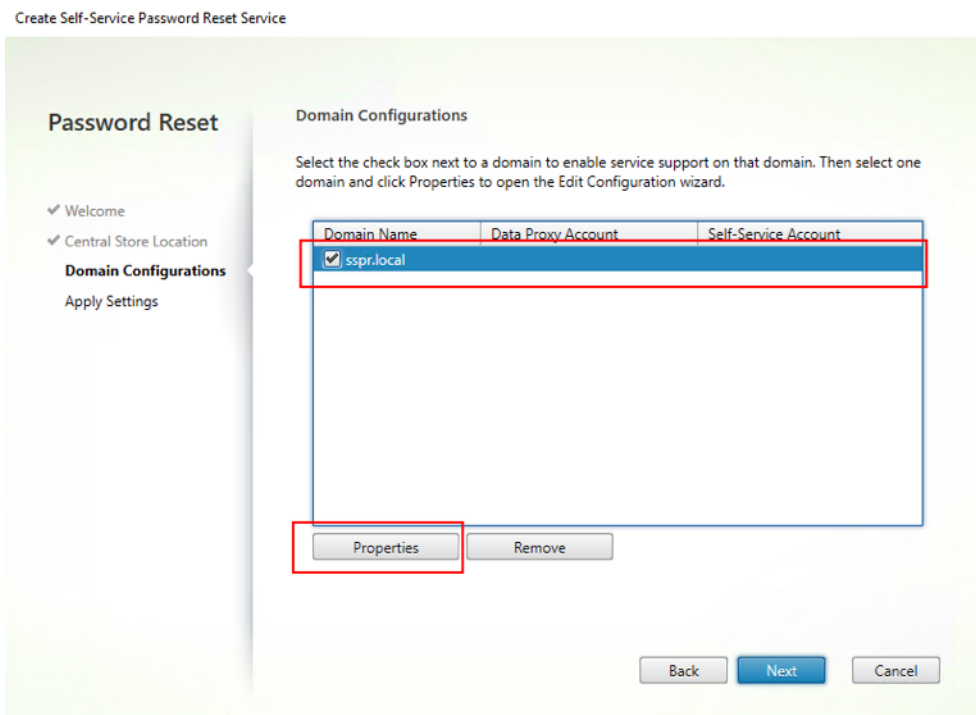 Create Self-Service Password Reset Service
Password Reset
✔ Welcome
✔ Central Store Location
Domain Configurations
Apply Settings
Domain Configurations
Select the check box next to a domain to enable service support on that domain. Then select one
domain and click Properties to open the Edit Configuration wizard.
Domain Name Data Proxy Account Self-Service Account
sspr.local
Properties Remove
Back Next Cancel